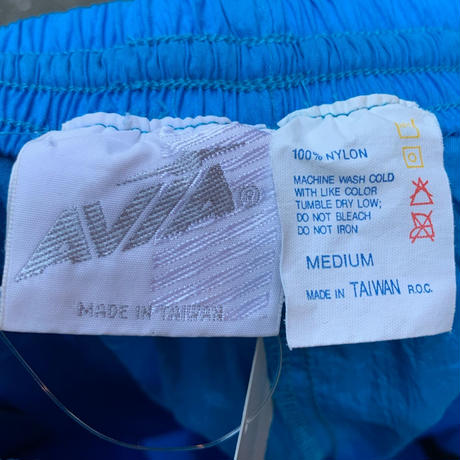 AVIA®
MADE IN TAIWAN
100% NYLON
MACHINE WASH COLD
WITH LIKE COLOR
TUMBLE DRY LOW;
DO NOT BLEACH
DO NOT IRON
MEDIUM
MADE IN TAIWAN R.O.C.